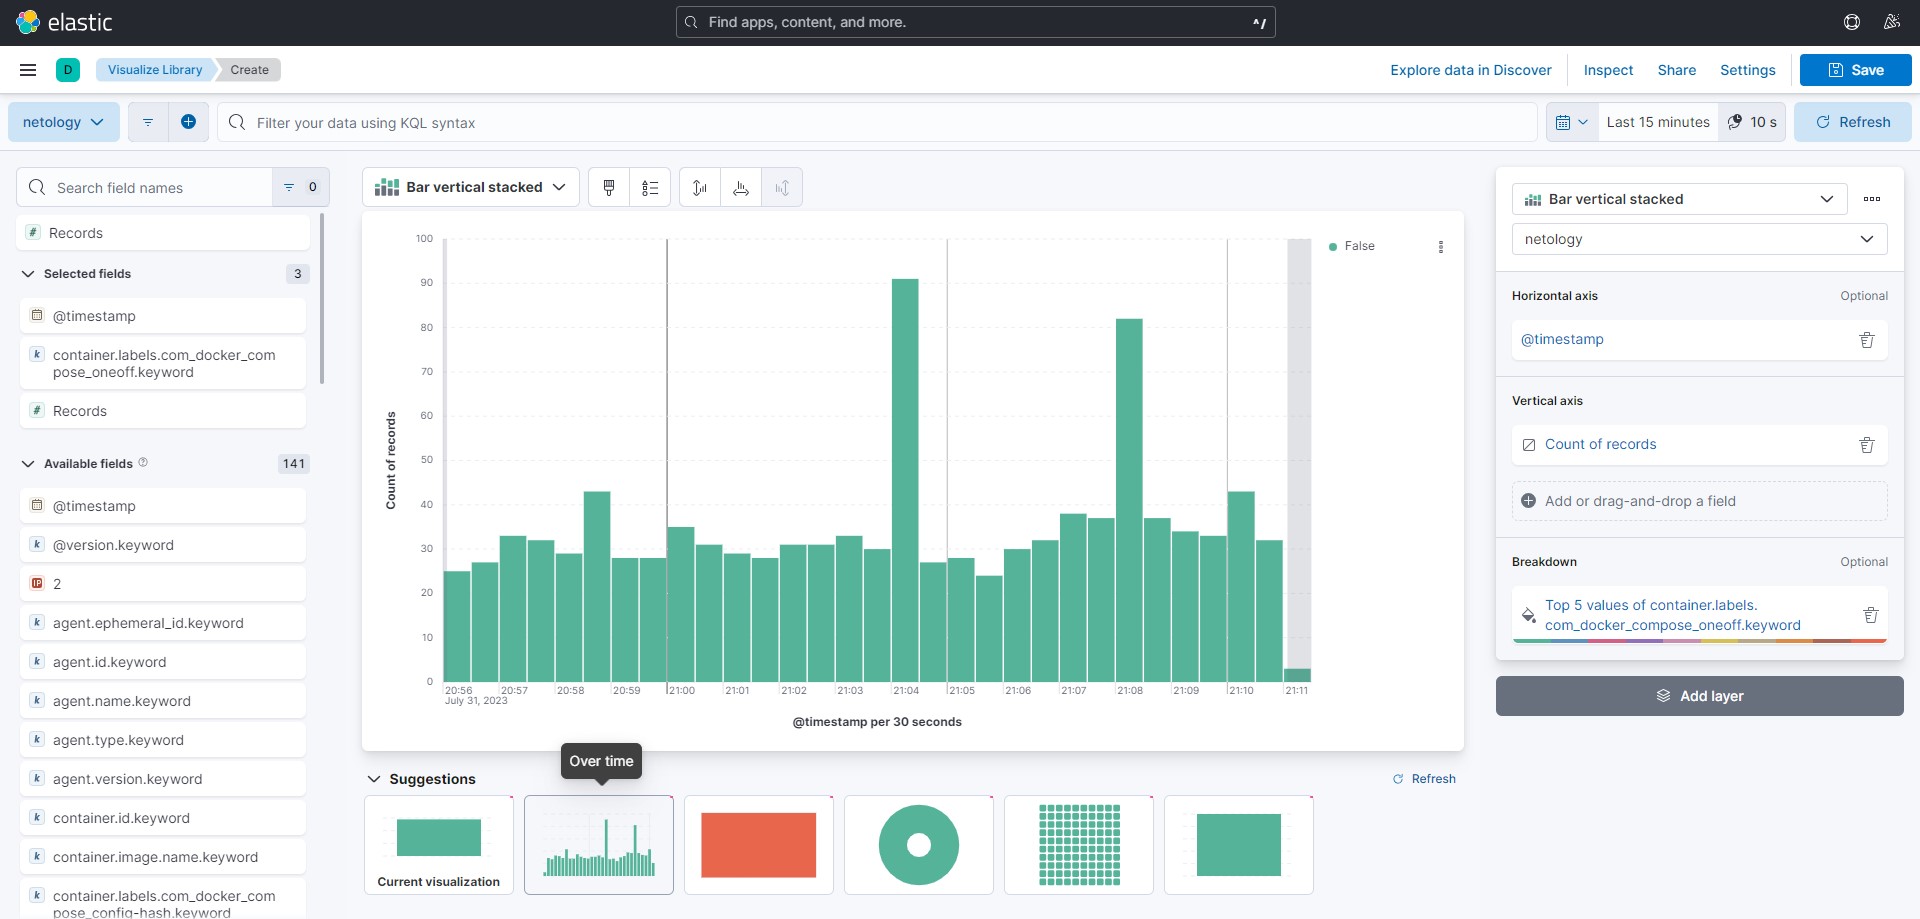 elastic
Find apps, content, and more.
^/
D
Visualize Library
Create
Explore data in Discover
Inspect
Share
Settings
Save
netology
Filter your data using KQL syntax
Last 15 minutes
10 s
Refresh
Search field names
0
# Records
Selected fields
3
@timestamp
k container.labels.com_docker_com
pose_oneoff.keyword
# Records
Available fields
141
@timestamp
k @version.keyword
IP 2
k agent.ephemeral_id.keyword
k agent.id.keyword
k agent.name.keyword
k agent.type.keyword
k agent.version.keyword
k container.id.keyword
k container.image.name.keyword
k container.labels.com_docker_com
pose_config-hash.keyword
Bar vertical stacked
100
90
80
70
60
50
40
30
20
10
0
Count of records
20:56
20:57
20:58
20:59
21:00
21:01
21:02
21:03
21:04
21:05
21:06
21:07
21:08
21:09
21:10
21:11
July 31, 2023
@timestamp per 30 seconds
False
Over time
Suggestions
Refresh
Current visualization
Bar vertical stacked
netology
Horizontal axis
Optional
@timestamp
Vertical axis
Count of records
Add or drag-and-drop a field
Breakdown
Optional
Top 5 values of container.labels.
com_docker_compose_oneoff.keyword
Add layer